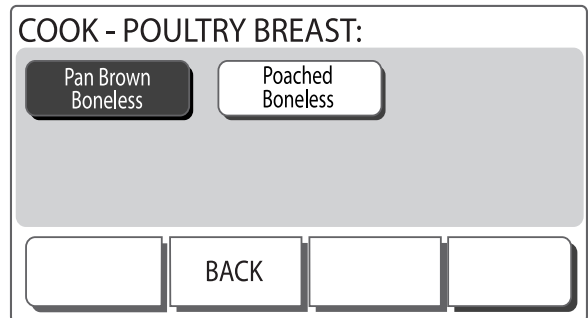 COOK - POULTRY BREAST:
Pan Brown
Boneless
Poached
Boneless
BACK